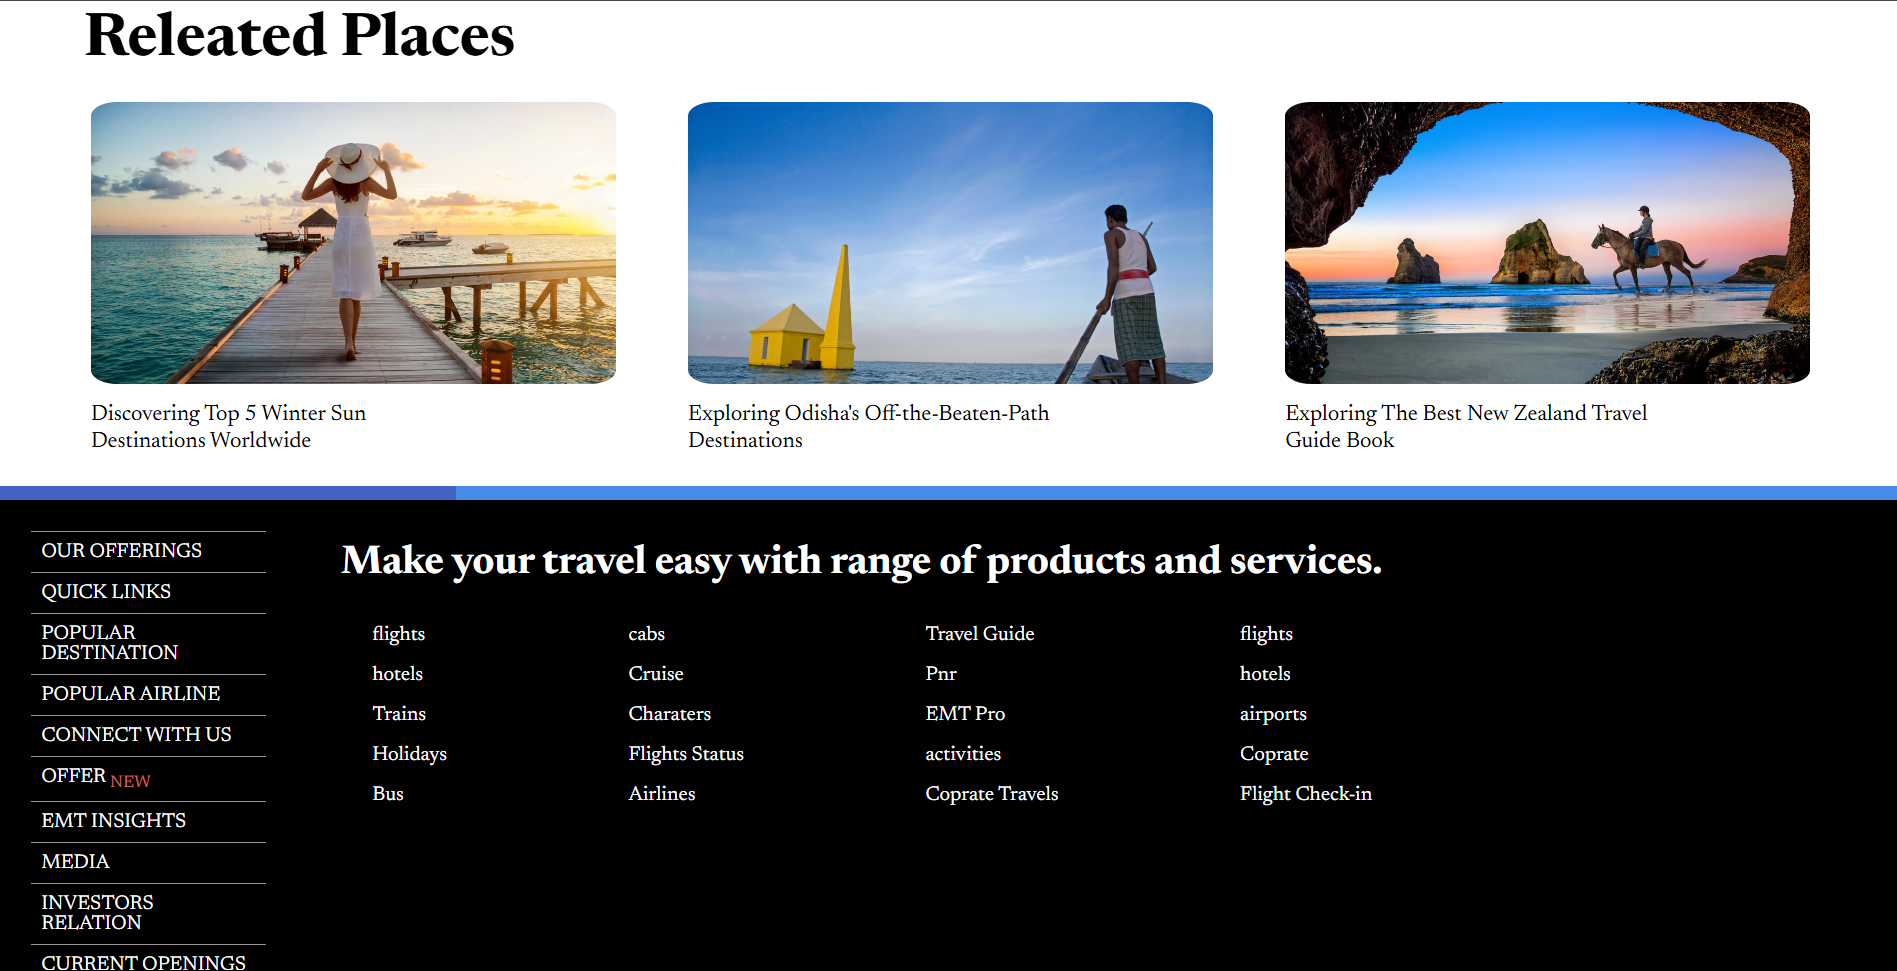 Releated Places
Discovering Top 5 Winter Sun
Destinations Worldwide
Exploring Odisha's Off-the-Beaten-Path
Destinations
Exploring The Best New Zealand Travel
Guide Book
OUR OFFERINGS
QUICK LINKS
POPULAR
DESTINATION
POPULAR AIRLINE
CONNECT WITH US
OFFER NEW
EMT INSIGHTS
MEDIA
INVESTORS
RELATION
CURRENT OPENINGS
Make your travel easy with range of products and services.
flights
hotels
Trains
Holidays
Bus
cabs
Cruise
Charaters
Flights Status
Airlines
Travel Guide
Pnr
EMT Pro
activities
Coprate Travels
flights
hotels
airports
Coprate
Flight Check-in